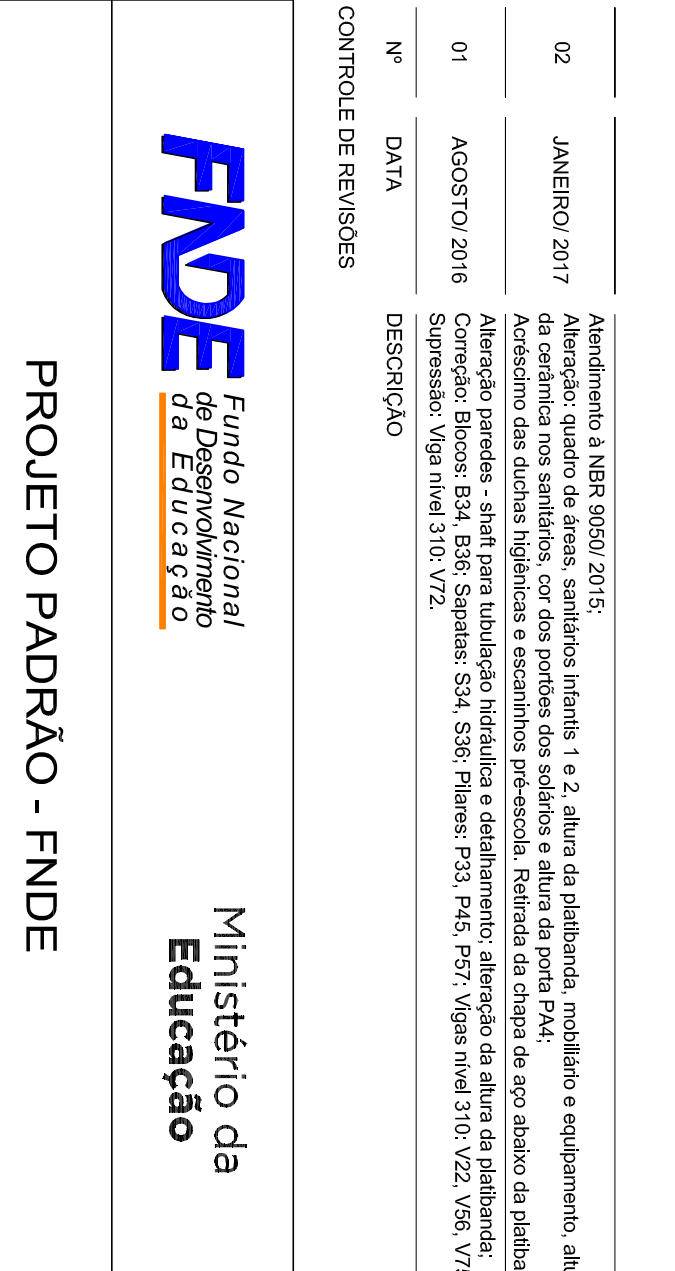 Atendimento à NBR 9050/ 2015;
02 JANEIRO/ 2017 Alteração: quadro de áreas, sanitários infantis 1 e 2, altura da platibanda, mobiliário e equipamento,
da cerâmica nos sanitários, cor dos portões dos solários e altura da porta PA4;
Acréscimo das duchas higiênicas e escaninhos pré-escola. Retirada da chapa de aço abaixo da
Alteração paredes - shaft para tubulação hidráulica e detalhamento; alteração da altura da platibanda;
01 AGOSTO/ 2016 Correção: Blocos: B34, B36; Sapatas: S34, S36; Pilares: P33, P45, P57; Vigas nível 310: V22, V56,
Supressão: Viga nível 310: V72.
Nº DATA DESCRIÇÃO
CONTROLE DE REVISÕES
FNDE
Fundo Nacional
de Desenvolvimento
da Educação
Ministério da
Educação
PROJETO PADRÃO - FNDE